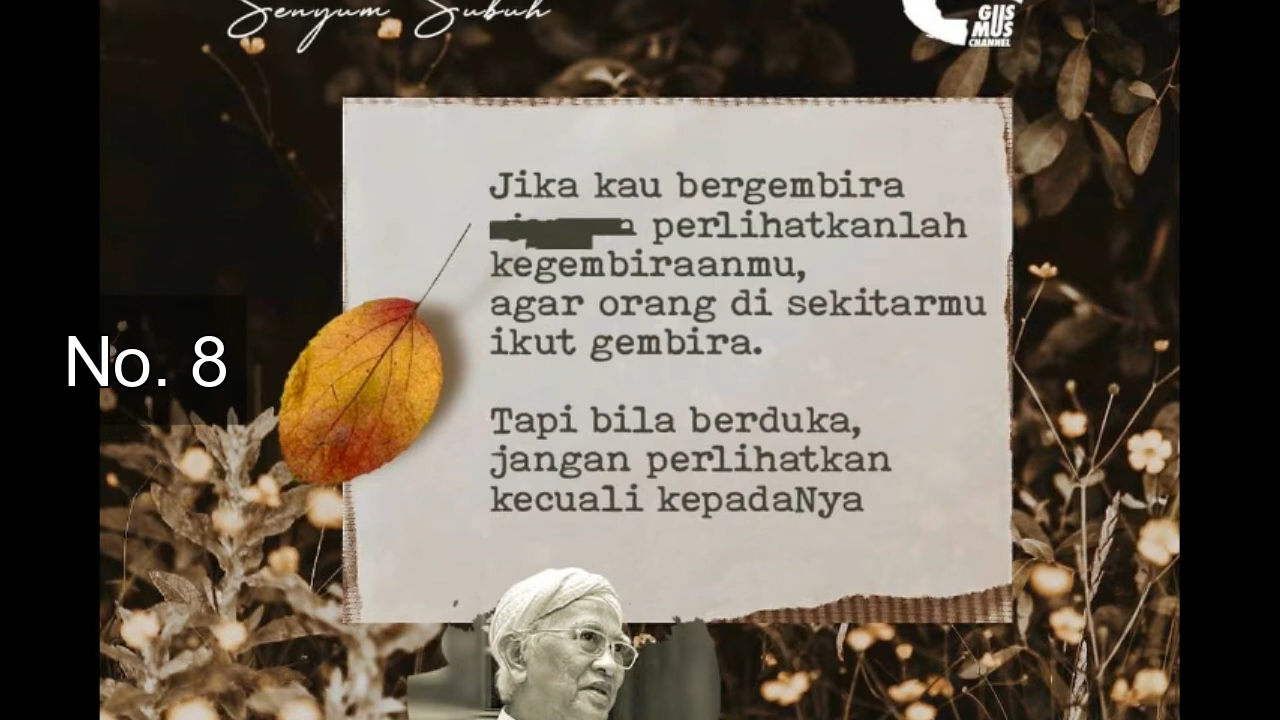 Senyum Subuh
GUS
MUS
CHANNEL
Jika kau bergembira
perlihatkanlah
kegembiraanmu,
agar orang di sekitarmu
ikut gembira.
No. 8
Tapi bila berduka,
jangan perlihatkan
kecuali kepadaNya